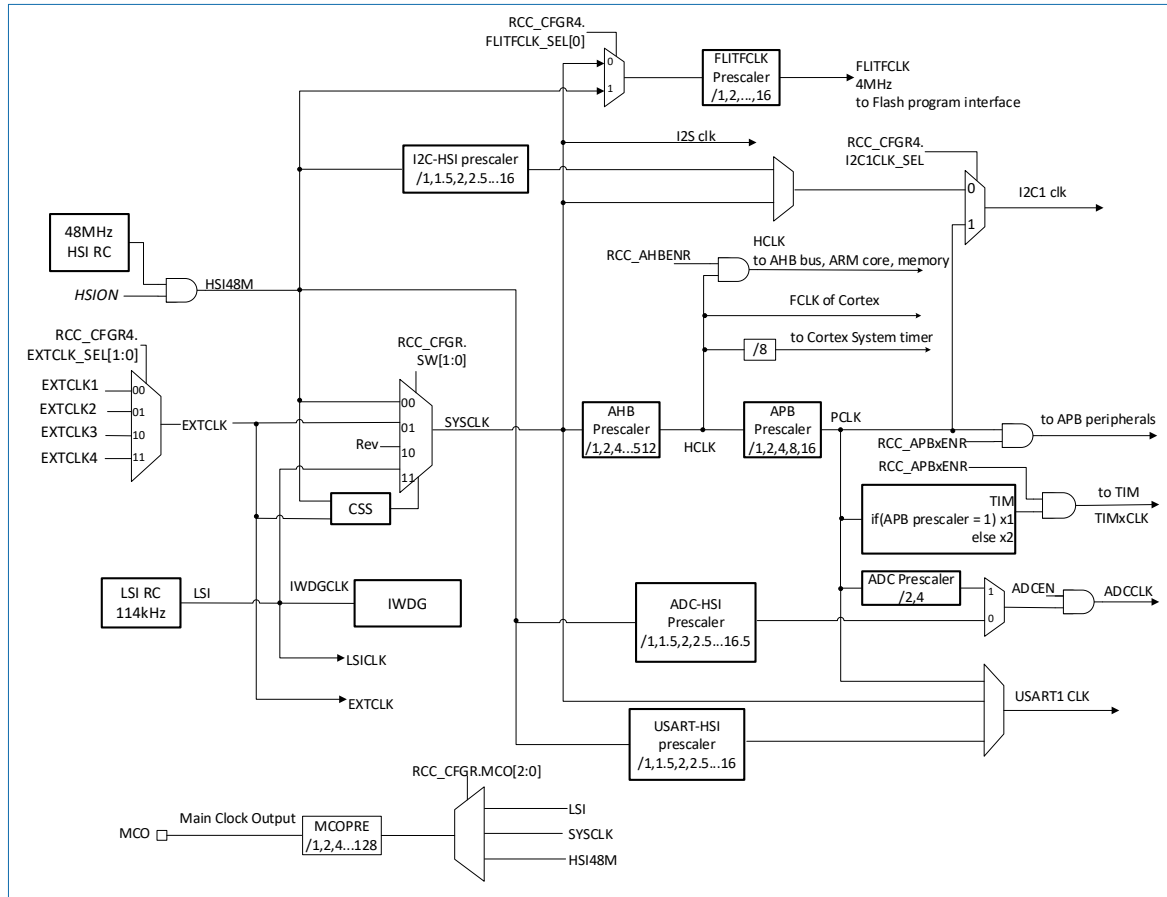 RCC_CFGR4.
FLITFCLK_SEL[0]
0
1
FLITFCLK
Prescaler
/1,2,...,16
FLITFCLK
4MHz
to Flash program interface
I2S clk
I2C-HSI prescaler
/1,1.5,2,2.5...16
RCC_CFGR4.
I2C1CLK_SEL
0
1
I2C1 clk
48MHz
HSI RC
HSION
HSI48M
RCC_AHBENR
HCLK
to AHB bus, ARM core, memory
FCLK of Cortex
/8
to Cortex System timer
RCC_CFGR4.
EXTCLK_SEL[1:0]
EXTCLK1
EXTCLK2
EXTCLK3
EXTCLK4
00
01
10
11
EXTCLK
RCC_CFGR.
SW[1:0]
00
01
Rev
10
11
SYSCLK
CSS
AHB
Prescaler
/1,2,4...512
HCLK
APB
Prescaler
/1,2,4,8,16
PCLK
to APB peripherals
RCC_APBxENR
RCC_APBxENR
TIM
if(APB prescaler = 1) x1
else x2
to TIM
TIMxCLK
LSI RC
114kHz
LSI
IWDGCLK
IWDG
LSICLK
EXTCLK
ADC Prescaler
/2,4
ADC-HSI
Prescaler
/1,1.5,2,2.5...16.5
1
0
ADCEN
ADCCLK
USART-HSI
prescaler
/1,1.5,2,2.5...16
USART1 CLK
RCC_CFGR.MCO[2:0]
MCO
Main Clock Output
MCOPRE
/1,2,4...128
LSI
SYSCLK
HSI48M